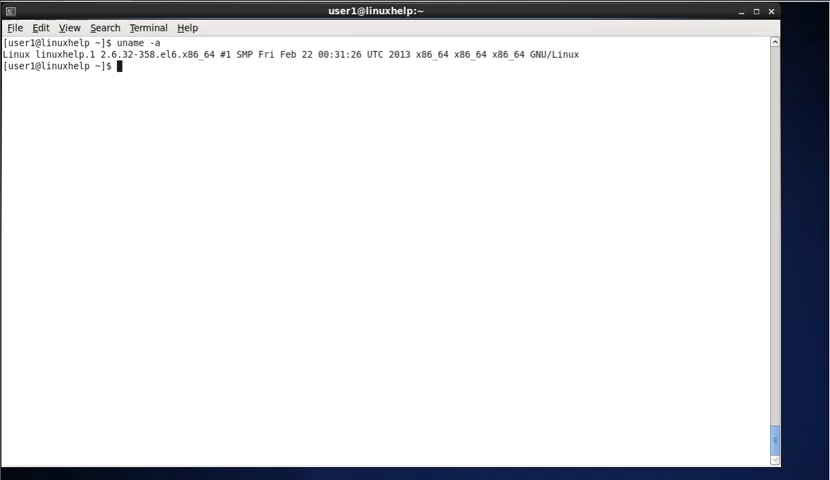 user1@linuxhelp:~
File Edit View Search Terminal Help
[user1@linuxhelp ~]$ uname -a
Linux linuxhelp.1 2.6.32-358.el6.x86_64 #1 SMP Fri Feb 22 00:31:26 UTC 2013 x86_64 x86_64 x86_64 GNU/Linux
[user1@linuxhelp ~]$